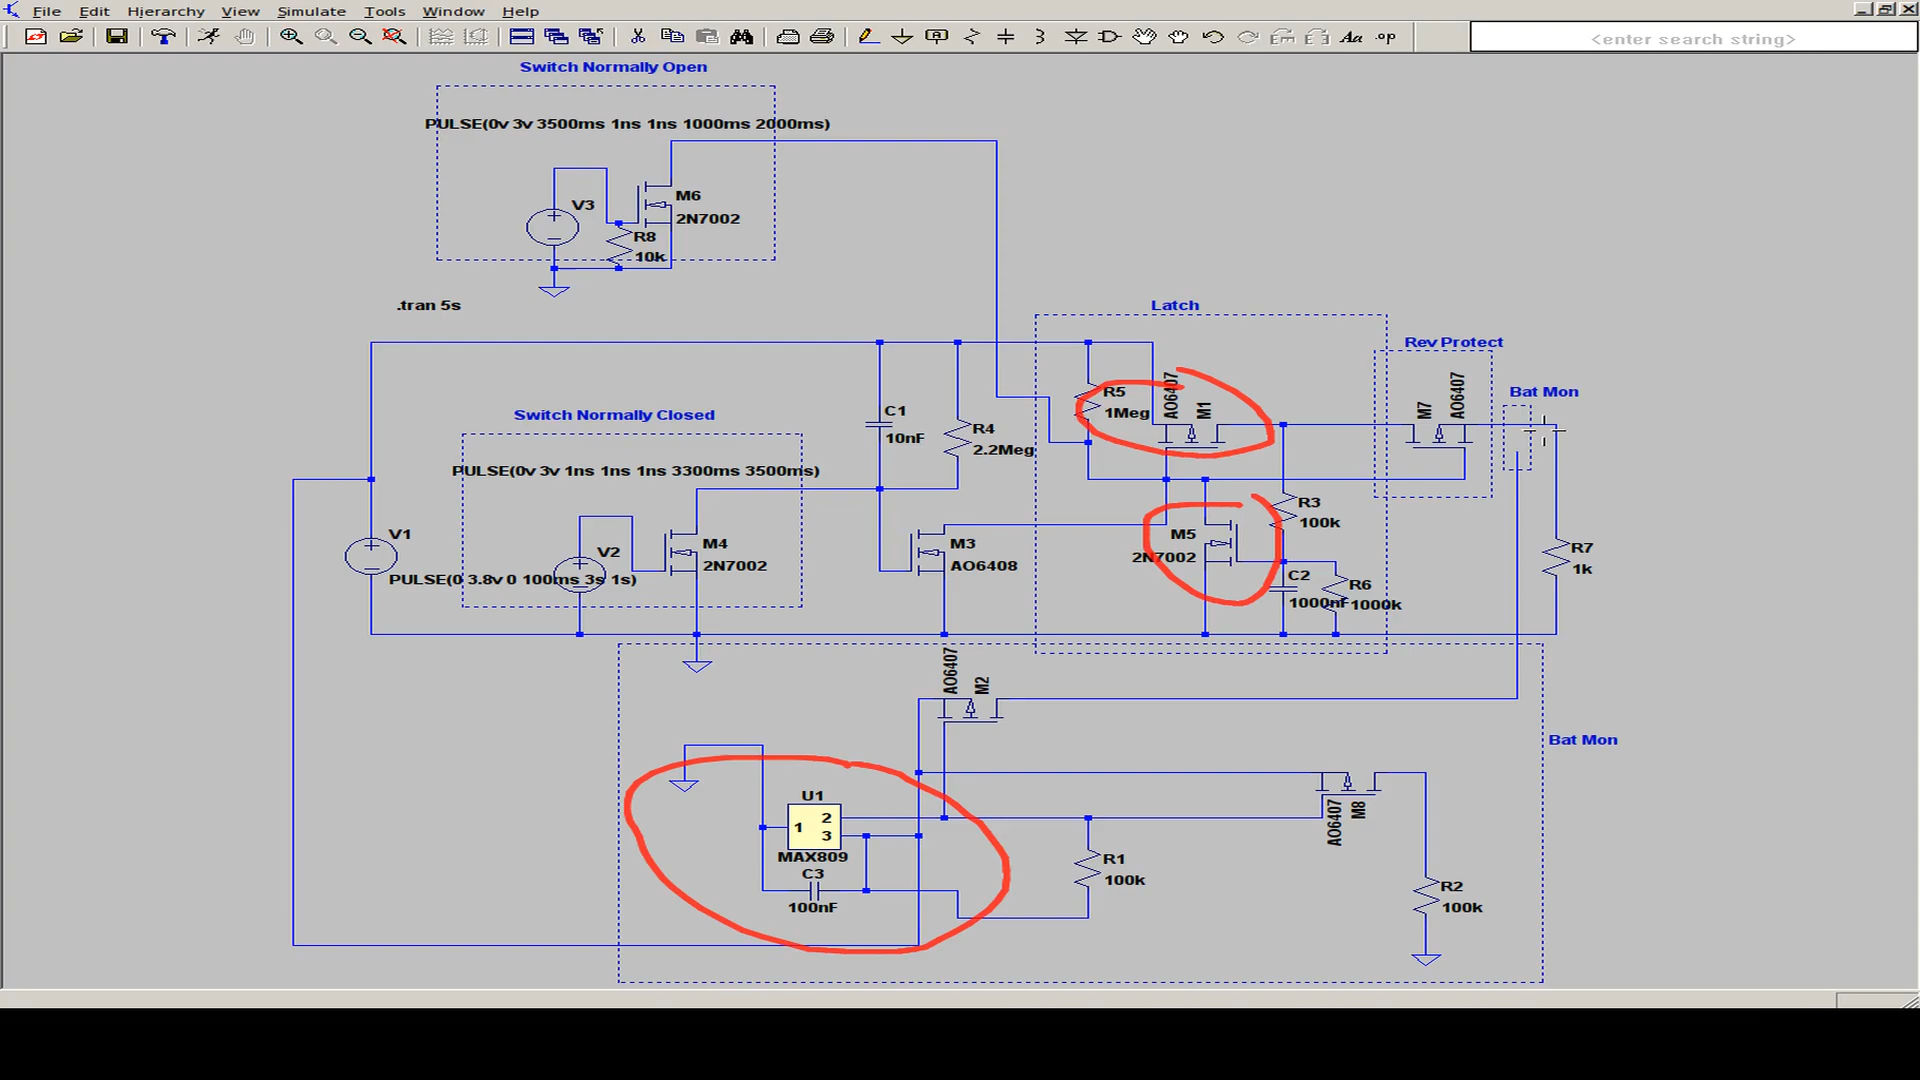 File Edit Hierarchy View Simulate Tools Window Help
<enter search string>
Switch Normally Open
PULSE(0v 3v 3500ms 1ns 1ns 1000ms 2000ms)
V3
M6
2N7002
R8
10k
.tran 5s
Latch
Rev Protect
Bat Mon
Switch Normally Closed
PULSE(0v 3v 1ns 1ns 1ns 3300ms 3500ms)
C1
10nF
R4
2.2Meg
R5
1Meg
AO6407
M1
M7
AO6407
R3
100k
V1
PULSE(0 3.8v 0 100ms 3s 1s)
V2
M4
2N7002
M3
AO6408
M5
2N7002
C2
1000nF
R6
1000k
R7
1k
AO6407
M2
Bat Mon
U1
1
2
3
MAX809
C3
100nF
R1
100k
AO6407
M8
R2
100k